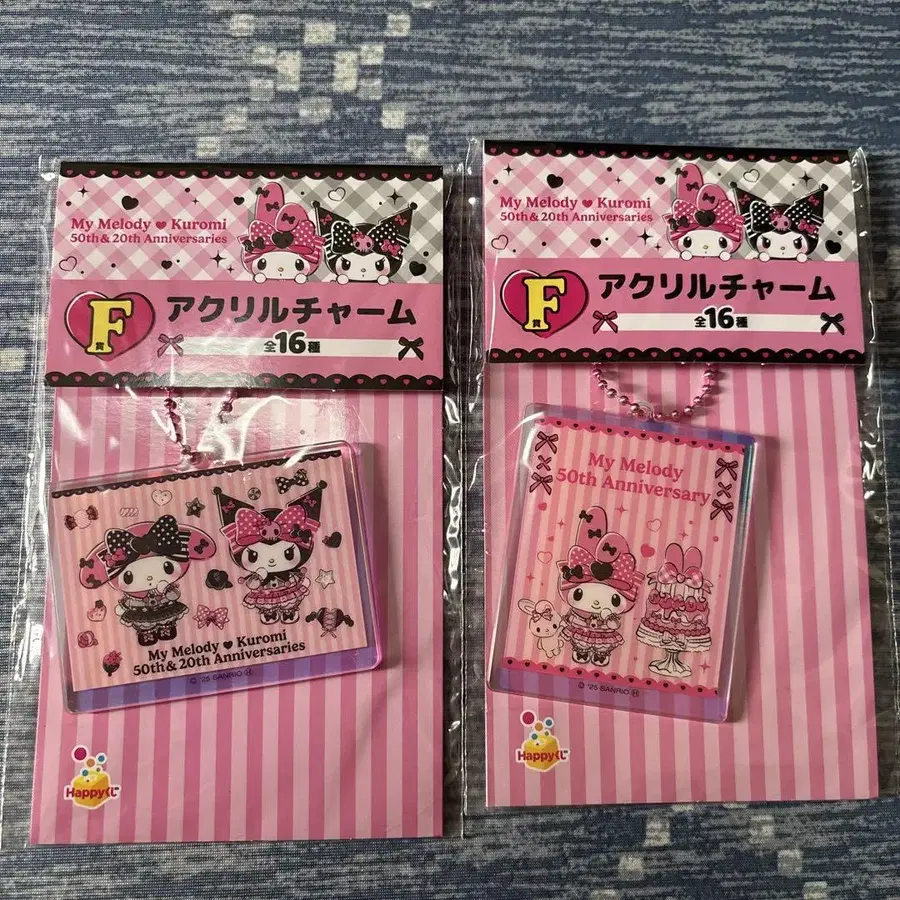 My Melody ♥ Kuromi
50th & 20th Anniversaries
F
賞
アクリルチャーム
全16種
My Melody ♥ Kuromi
50th & 20th Anniversaries
© '25 SANRIO Ⓗ
Happyくじ
My Melody ♥ Kuromi
50th & 20th Anniversaries
F
賞
アクリルチャーム
全16種
My Melody
50th Anniversary
© '25 SANRIO Ⓗ
Happyくじ